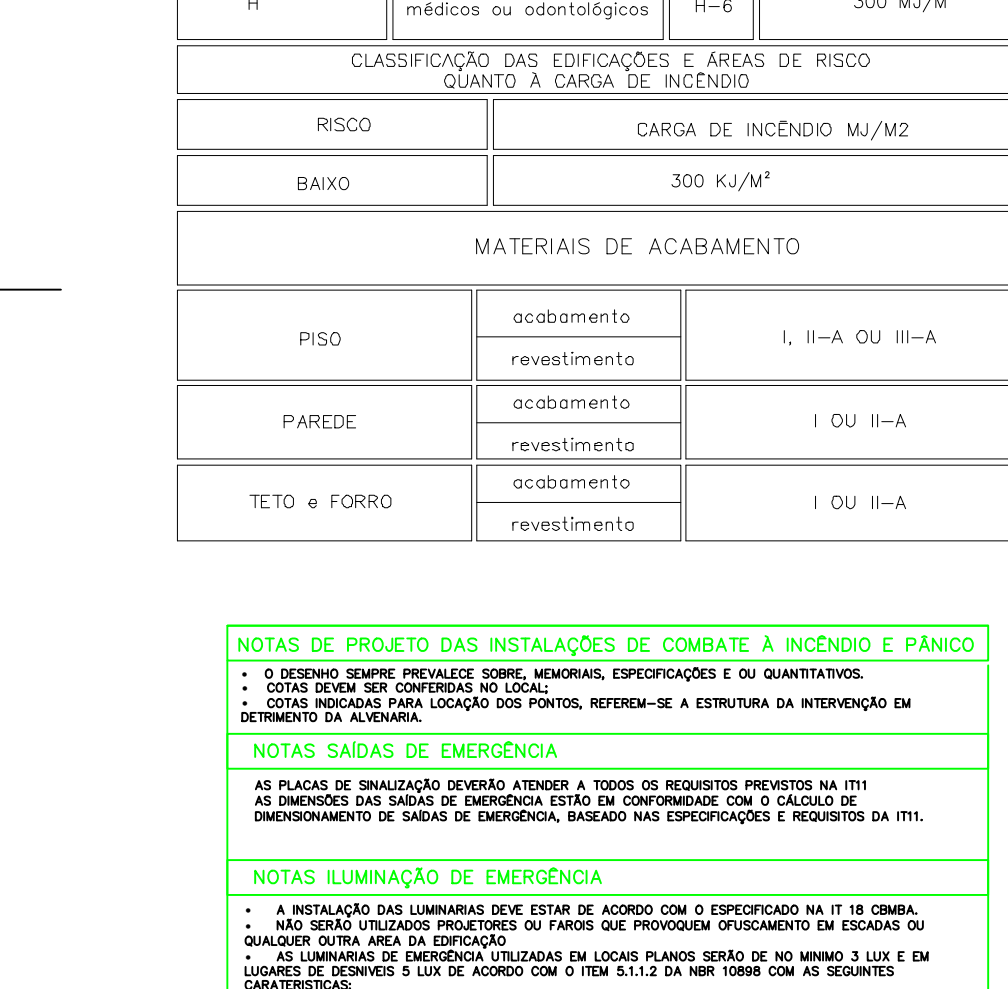 H
médicos ou odontológicos
H-6
300 MJ/M
CLASSIFICAÇÃO DAS EDIFICAÇÕES E ÁREAS DE RISCO
QUANTO À CARGA DE INCÊNDIO
RISCO
CARGA DE INCÊNDIO MJ/M2
BAIXO
300 KJ/M²
MATERIAIS DE ACABAMENTO
PISO
acabamento
revestimento
I, II-A OU III-A
PAREDE
acabamento
revestimento
I OU II-A
TETO e FORRO
acabamento
revestimento
I OU II-A
NOTAS DE PROJETO DAS INSTALAÇÕES DE COMBATE À INCÊNDIO E PÂNICO
• O DESENHO SEMPRE PREVALECE SOBRE, MEMORIAIS, ESPECIFICAÇÕES E OU QUANTITATIVOS.
• COTAS DEVEM SER CONFERIDAS NO LOCAL;
• COTAS INDICADAS PARA LOCAÇÃO DOS PONTOS, REFEREM-SE A ESTRUTURA DA INTERVENÇÃO EM
DETRIMENTO DA ALVENARIA.
NOTAS SAÍDAS DE EMERGÊNCIA
AS PLACAS DE SINALIZAÇÃO DEVERÃO ATENDER A TODOS OS REQUISITOS PREVISTOS NA IT11
AS DIMENSÕES DAS SAÍDAS DE EMERGÊNCIA ESTÃO EM CONFORMIDADE COM O CÁLCULO DE
DIMENSIONAMENTO DE SAÍDAS DE EMERGÊNCIA, BASEADO NAS ESPECIFICAÇÕES E REQUISITOS DA IT11.
NOTAS ILUMINAÇÃO DE EMERGÊNCIA
• A INSTALAÇÃO DAS LUMINARIAS DEVE ESTAR DE ACORDO COM O ESPECIFICADO NA IT 18 CBMBA.
• NÃO SERÃO UTILIZADOS PROJETORES OU FAROIS QUE PROVOQUEM OFUSCAMENTO EM ESCADAS OU
QUALQUER OUTRA AREA DA EDIFICAÇÃO
• AS LUMINARIAS DE EMERGÊNCIA UTILIZADAS EM LOCAIS PLANOS SERÃO DE NO MINIMO 3 LUX E EM
LUGARES DE DESNIVEIS 5 LUX DE ACORDO COM O ITEM 5.1.1.2 DA NBR 10898 COM AS SEGUINTES
CARATERISTICAS: